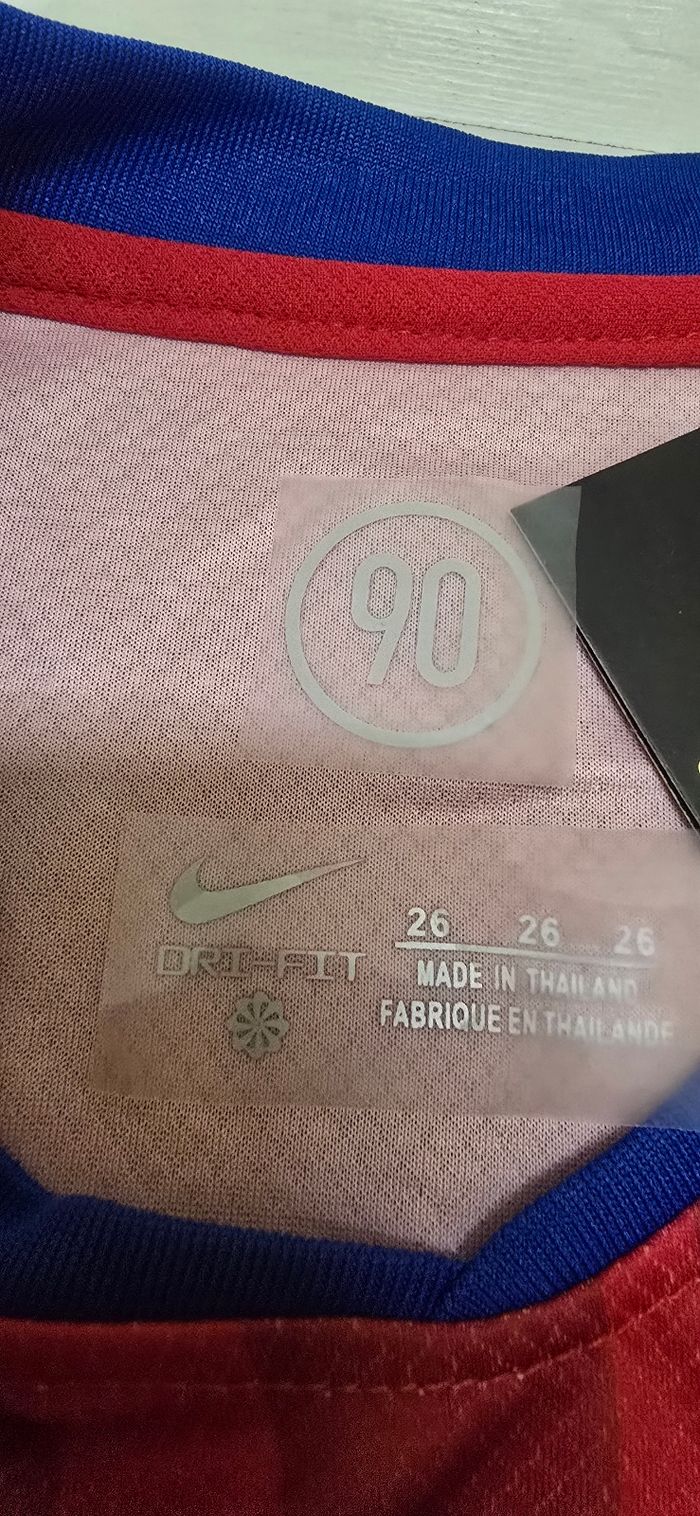 90
DRI-FIT
26 26 26
MADE IN THAILAND
FABRIQUE EN THAILANDE